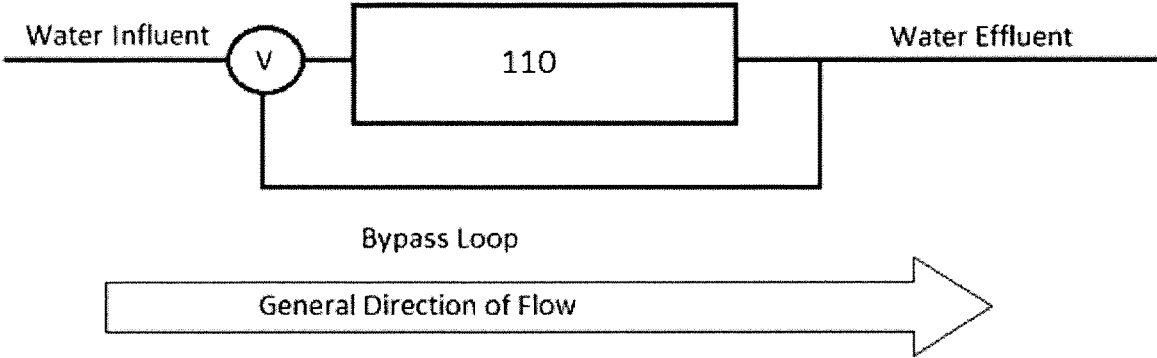 Water Influent
V
110
Water Effluent
Bypass Loop
General Direction of Flow